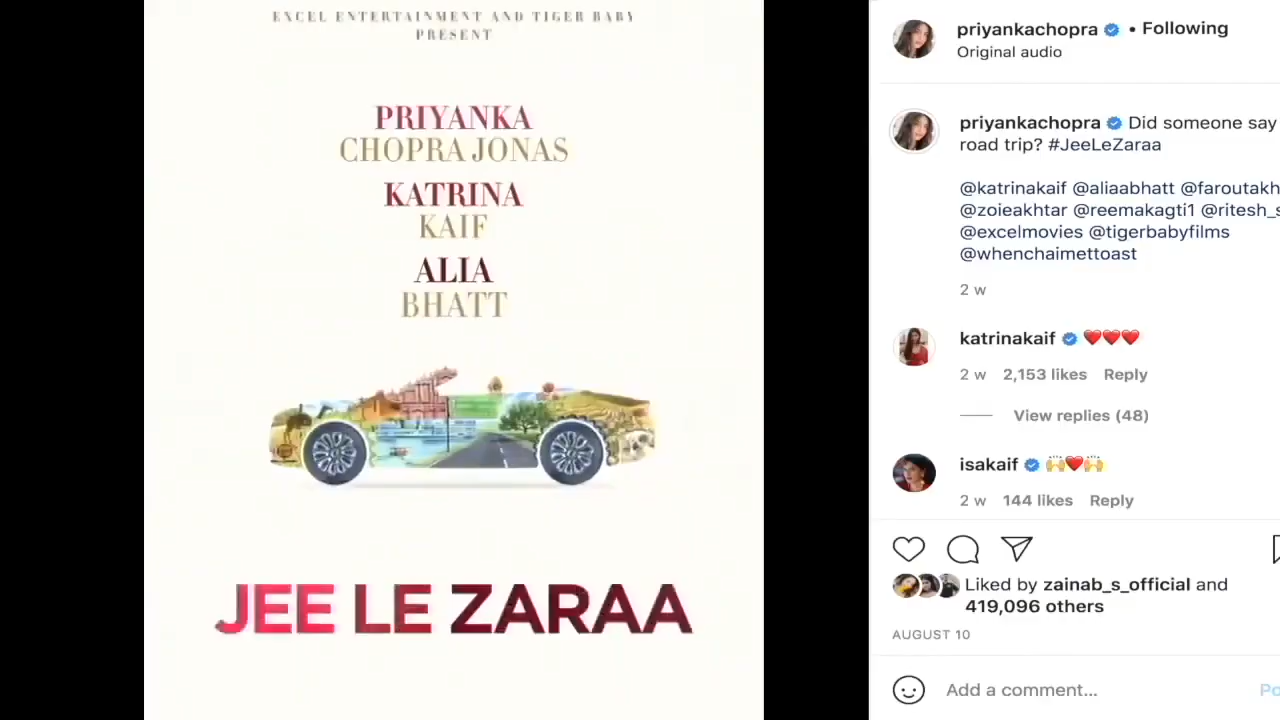 EXCEL ENTERTAINMENT AND TIGER BABY
PRESENT
PRIYANKA
CHOPRA JONAS
KATRINA
KAIF
ALIA
BHATT
JEE LE ZARAA
priyankachopra • Following
Original audio
priyankachopra Did someone say
road trip? #JeeLeZaraa
@katrinakaif @aliaabhatt @faroutakh
@zoieakhtar @reemakagti1 @ritesh_s
@excelmovies @tigerbabyfilms
@whenchaimettoast
2 w
katrinakaif ❤️❤️❤️
2 w 2,153 likes Reply
View replies (48)
isakaif 🙌❤️🙌
2 w 144 likes Reply
Liked by zainab_s_official and
419,096 others
AUGUST 10
Add a comment... Po